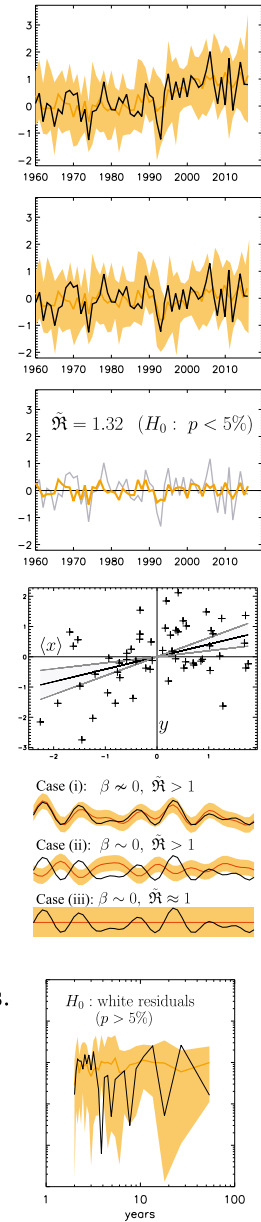 3
2
1
0
−1
−2
1960 1970 1980 1990 2000 2010
3
2
1
0
−1
−2
1960 1970 1980 1990 2000 2010
3
2
1
0
−1
−2
ℜ̃ = 1.32 (H₀ : p < 5%)
1960 1970 1980 1990 2000 2010
2
1
0
−1
−2
−3
⟨x⟩
y
−2 −1 0 1
Case (i): β ≁ 0, ℜ̃ > 1
Case (ii): β ∼ 0, ℜ̃ > 1
Case (iii): β ∼ 0, ℜ̃ ≈ 1
H₀ : white residuals
(p > 5%)
1 10 100
years